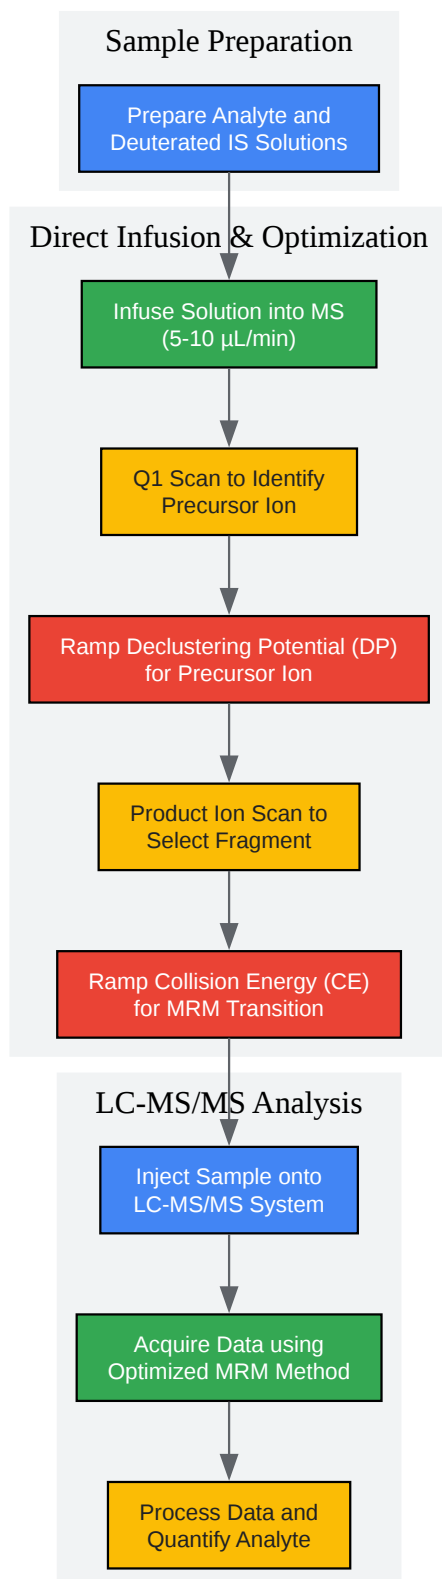 Sample Preparation
Prepare Analyte and
Deuterated IS Solutions
Direct Infusion & Optimization
Infuse Solution into MS
(5-10 µL/min)
Q1 Scan to Identify
Precursor Ion
Ramp Declustering Potential (DP)
for Precursor Ion
Product Ion Scan to
Select Fragment
Ramp Collision Energy (CE)
for MRM Transition
LC-MS/MS Analysis
Inject Sample onto
LC-MS/MS System
Acquire Data using
Optimized MRM Method
Process Data and
Quantify Analyte